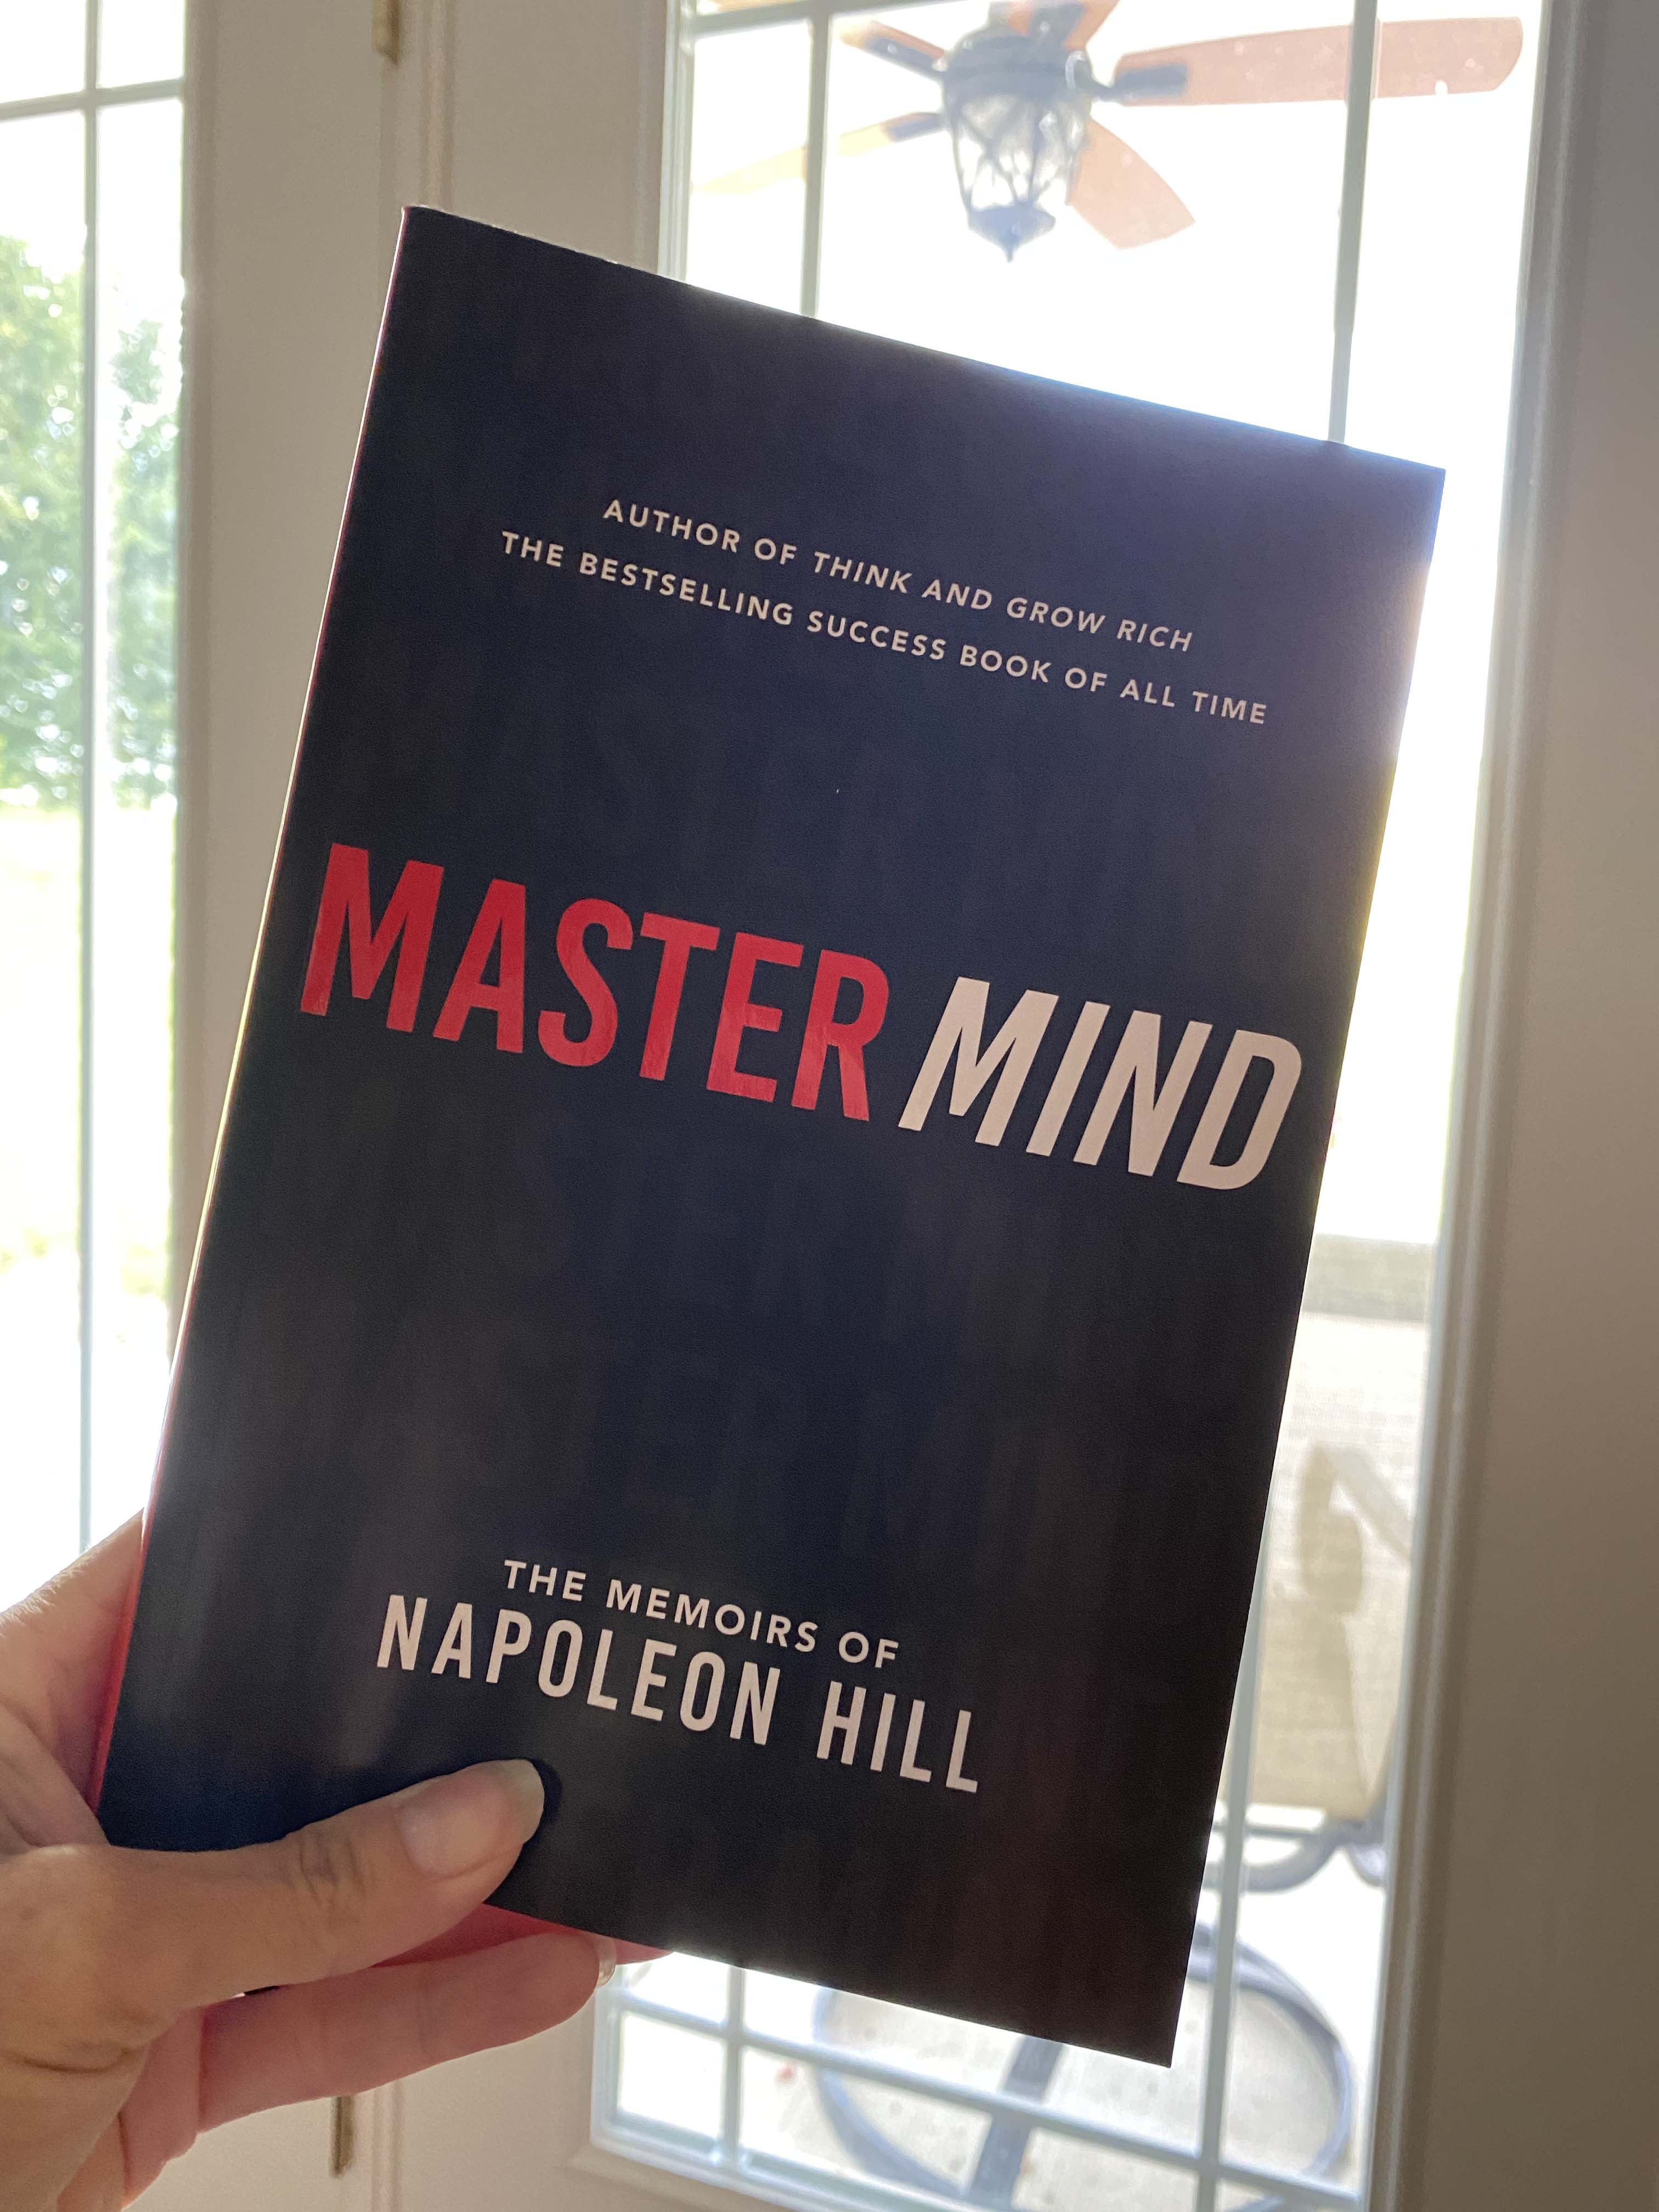 AUTHOR OF THINK AND GROW RICH
THE BESTSELLING SUCCESS BOOK OF ALL TIME
MASTER MIND
THE MEMOIRS OF
NAPOLEON HILL